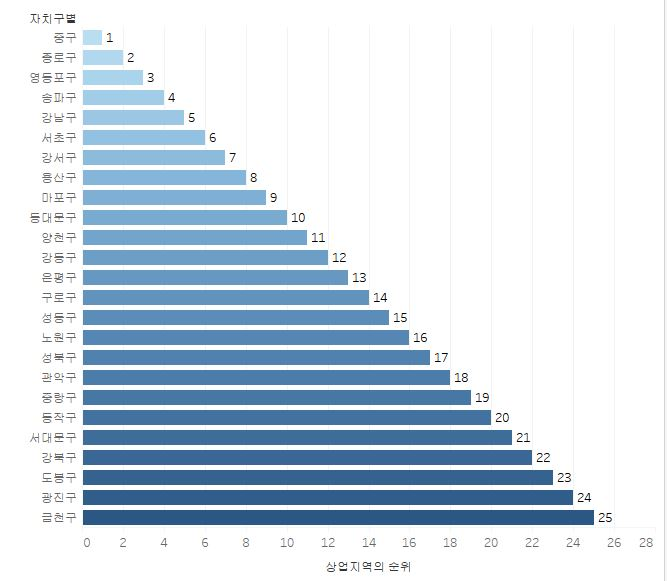 자치구별
중구 1
종로구 2
영등포구 3
송파구 4
강남구 5
서초구 6
강서구 7
용산구 8
마포구 9
동대문구 10
양천구 11
강동구 12
은평구 13
구로구 14
성동구 15
노원구 16
성북구 17
관악구 18
중랑구 19
동작구 20
서대문구 21
강북구 22
도봉구 23
광진구 24
금천구 25
0 2 4 6 8 10 12 14 16 18 20 22 24 26 28
상업지역의 순위